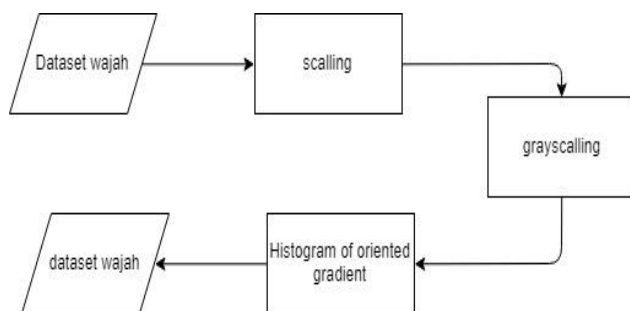 Dataset wajah
scalling
grayscalling
Histogram of oriented
gradient
dataset wajah